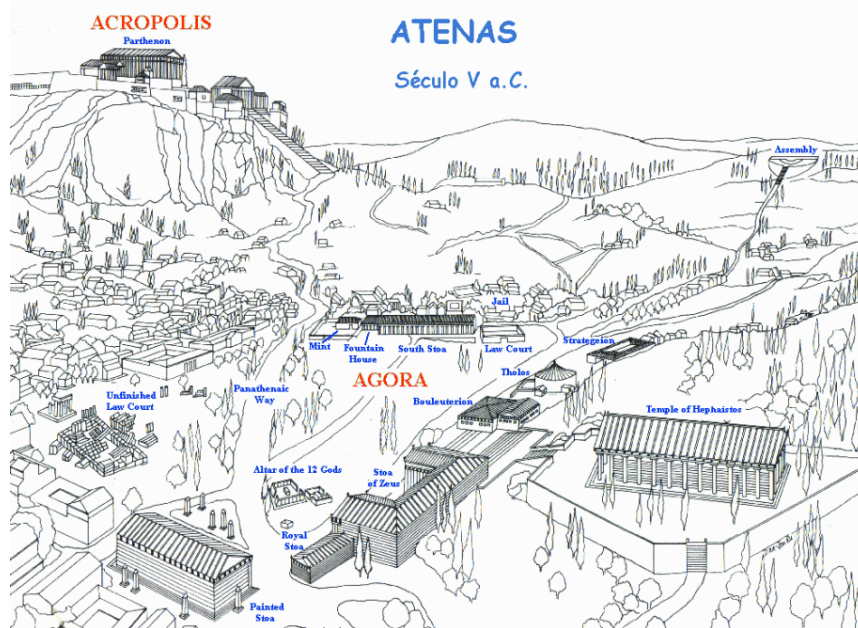 ACROPOLIS
Parthenon
ATENAS
Século V a.C.
Assembly
Jail
Mint
Fountain
House
South Stoa
Law Court
Strategeion
Tholos
AGORA
Unfinished
Law Court
Panathenaic
Way
Bouleuterion
Temple of Hephaistos
Altar of the 12 Gods
Stoa
of Zeus
Royal
Stoa
Painted
Stoa